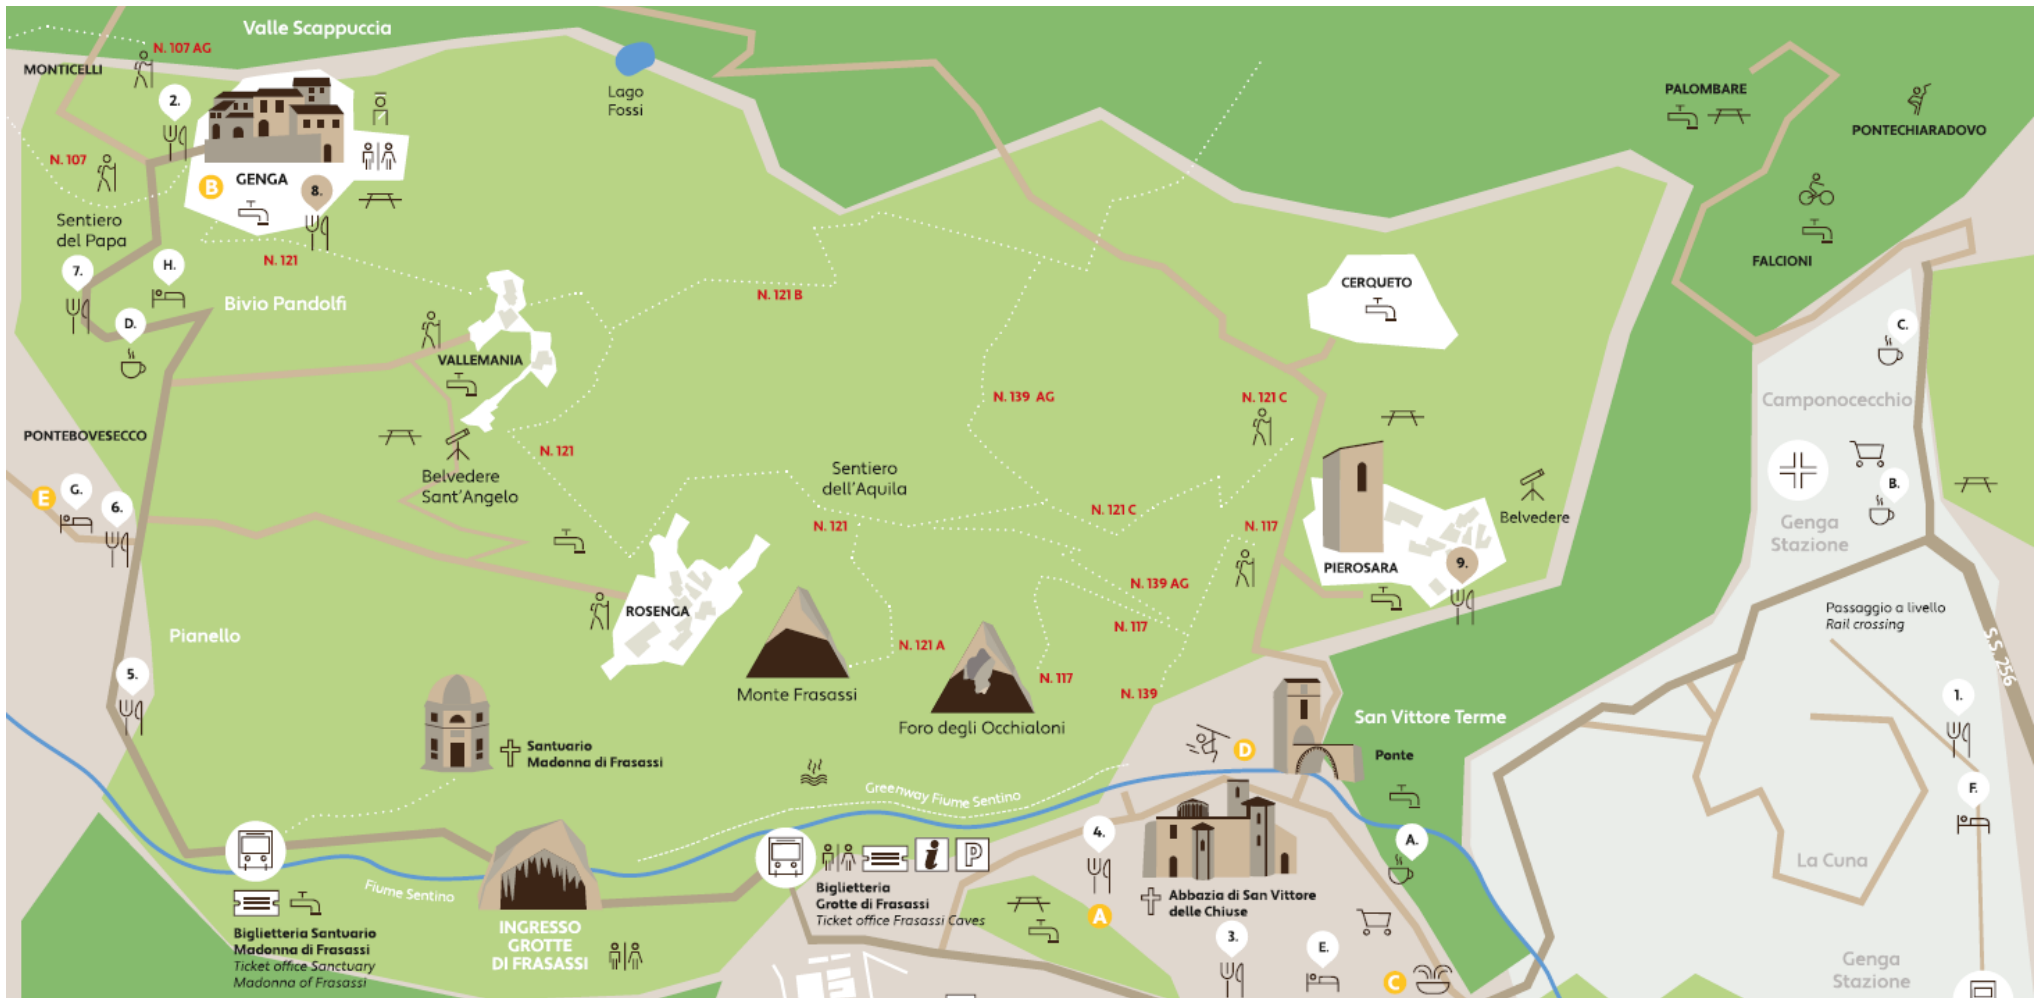 Valle Scappuccia
N. 107 AG
MONTICELLI
2.
Lago
Fossi
PALOMBARE
PONTECHIARADOVO
N. 107
B
GENGA
8.
Sentiero
del Papa
N. 121
7.
H.
Bivio Pandolfi
D.
N. 121 B
CERQUETO
FALCIONI
C.
VALLEMANIA
N. 139 AG
N. 121 C
Camponocecchio
PONTEBOVESECCO
N. 121
Belvedere
Sant'Angelo
Sentiero
dell'Aquila
E
G.
6.
B.
N. 121
N. 121 C
N. 117
Belvedere
Genga
Stazione
PIEROSARA
9.
N. 139 AG
ROSENGA
N. 117
Passaggio a livello
Rail crossing
S.S. 256
Pianello
N. 121 A
N. 117
N. 139
5.
Monte Frasassi
Foro degli Occhialoni
1.
San Vittore Terme
Ponte
Santuario
Madonna di Frasassi
D
Greenway Fiume Sentino
F.
4.
A.
La Cuna
i
P
Fiume Sentino
Biglietteria
Grotte di Frasassi
Ticket office Frasassi Caves
A
Abbazia di San Vittore
delle Chiuse
INGRESSO
GROTTE
DI FRASASSI
Biglietteria Santuario
Madonna di Frasassi
Ticket office Sanctuary
Madonna of Frasassi
3.
E.
C
Genga
Stazione